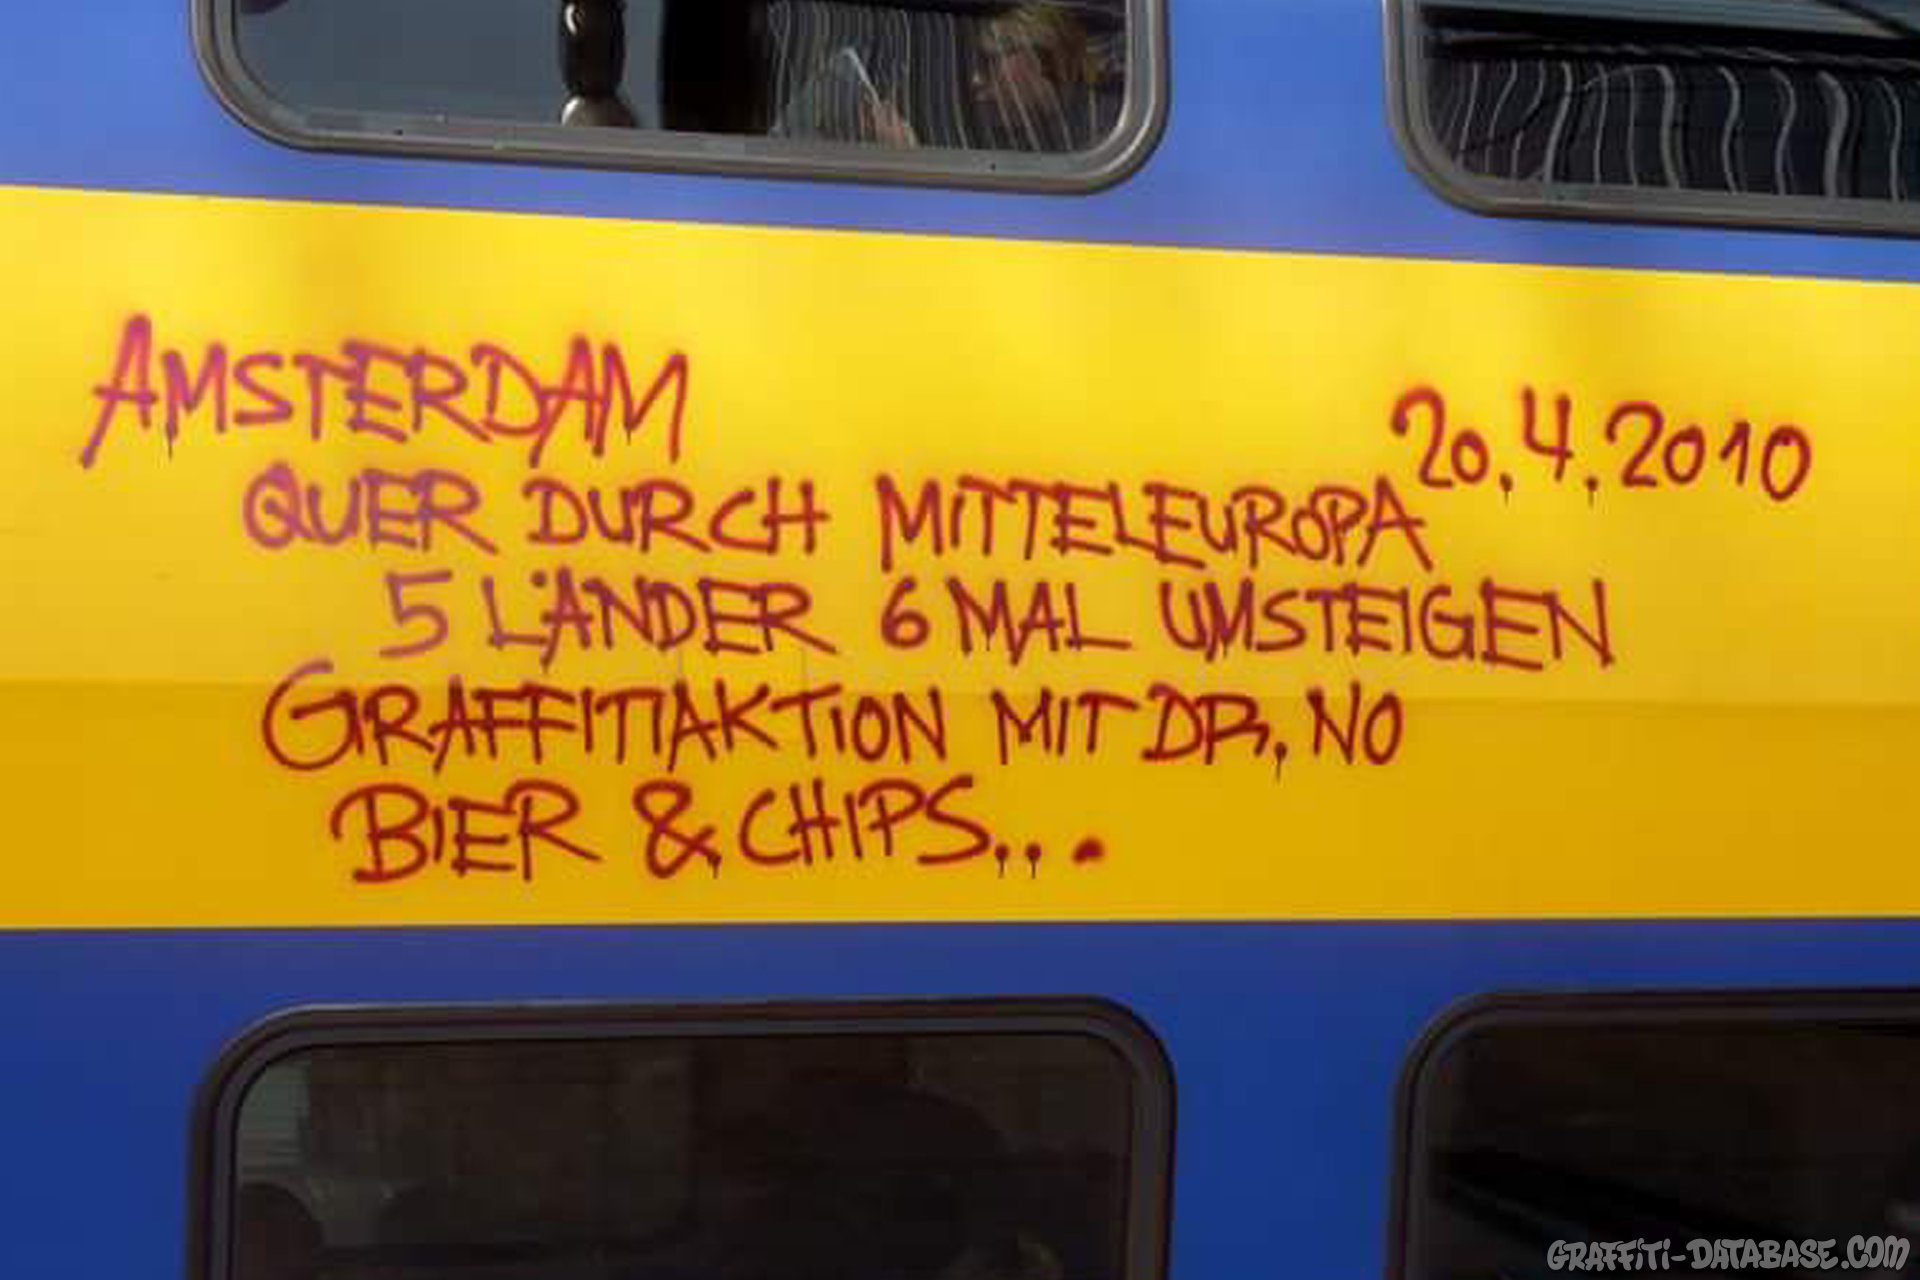 AMSTERDAM 20.4.2010
QUER DURCH MITTELEUROPA
5 LÄNDER 6 MAL UMSTEIGEN
GRAFFITIAKTION MIT DR. NO
BIER & CHIPS...
GRAFFITI-DATABASE.COM